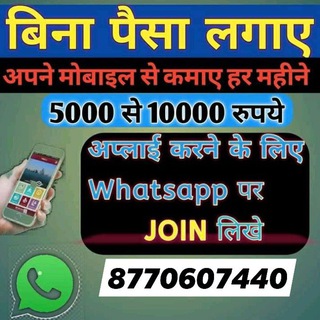 बिना पैसा लगाए
अपने मोबाइल से कमाए हर महीने
5000 से 10000 रुपये
अप्लाई करने के लिए
Whatsapp पर
JOIN लिखे
8770607440